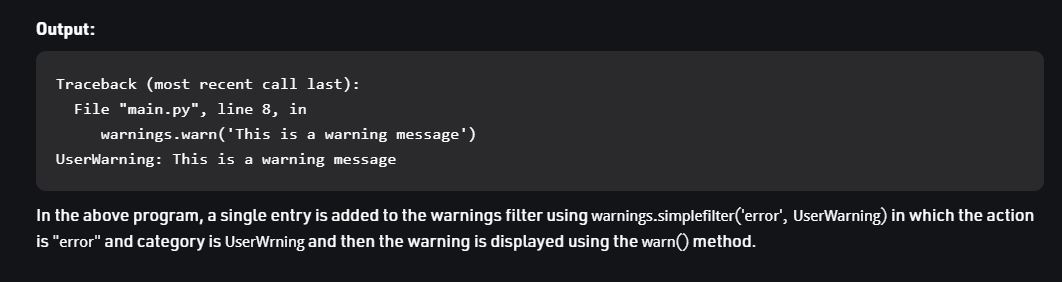 Output:
Traceback (most recent call last):
  File "main.py", line 8, in
     warnings.warn('This is a warning message')
UserWarning: This is a warning message
In the above program, a single entry is added to the warnings filter using warnings.simplefilter('error', UserWarning) in which the action
is "error" and category is UserWrning and then the warning is displayed using the warn() method.